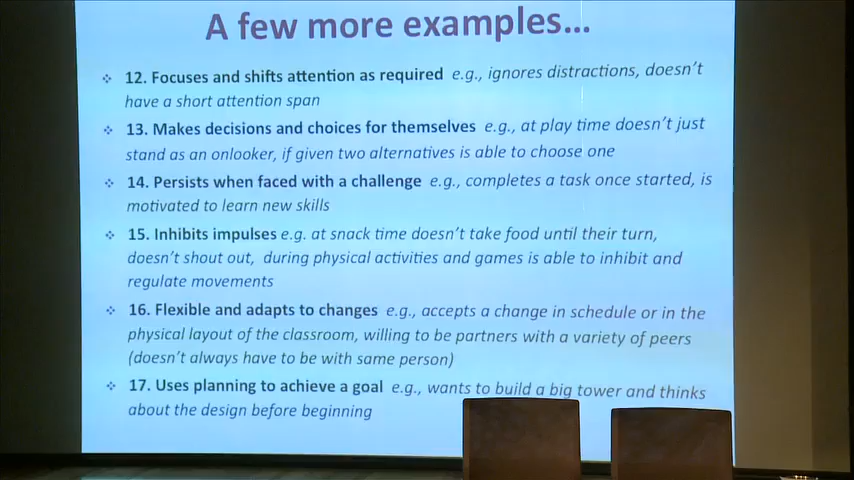 A few more examples...
❖ 12. Focuses and shifts attention as required e.g., ignores distractions, doesn't
have a short attention span
❖ 13. Makes decisions and choices for themselves e.g., at play time doesn't just
stand as an onlooker, if given two alternatives is able to choose one
❖ 14. Persists when faced with a challenge e.g., completes a task once started, is
motivated to learn new skills
❖ 15. Inhibits impulses e.g. at snack time doesn't take food until their turn,
doesn't shout out, during physical activities and games is able to inhibit and
regulate movements
❖ 16. Flexible and adapts to changes e.g., accepts a change in schedule or in the
physical layout of the classroom, willing to be partners with a variety of peers
(doesn't always have to be with same person)
❖ 17. Uses planning to achieve a goal e.g., wants to build a big tower and thinks
about the design before beginning